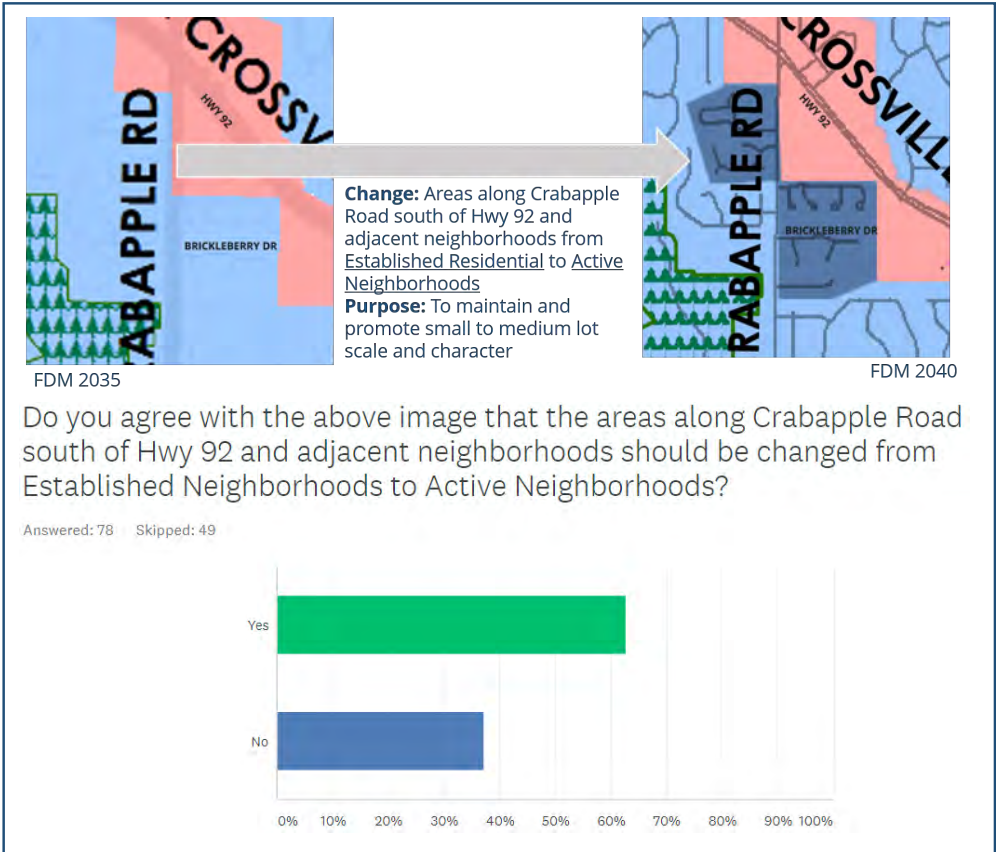 CROSSV
HWY 92
ABAPPLE RD
BRICKLEBERRY DR
FDM 2035
Change: Areas along Crabapple
Road south of Hwy 92 and
adjacent neighborhoods from
Established Residential to Active
Neighborhoods
Purpose: To maintain and
promote small to medium lot
scale and character
CROSSVILL
HWY 92
RABAPPLE RD
BRICKLEBERRY DR
FDM 2040
Do you agree with the above image that the areas along Crabapple Road
south of Hwy 92 and adjacent neighborhoods should be changed from
Established Neighborhoods to Active Neighborhoods?
Answered: 78 Skipped: 49
Yes
No
0% 10% 20% 30% 40% 50% 60% 70% 80% 90% 100%